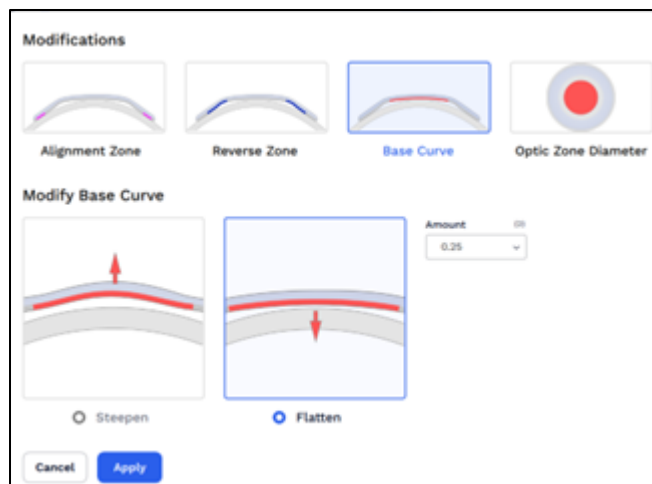 Modifications
Alignment Zone
Reverse Zone
Base Curve
Optic Zone Diameter
Modify Base Curve
Amount
0.25
Steepen
Flatten
Cancel
Apply